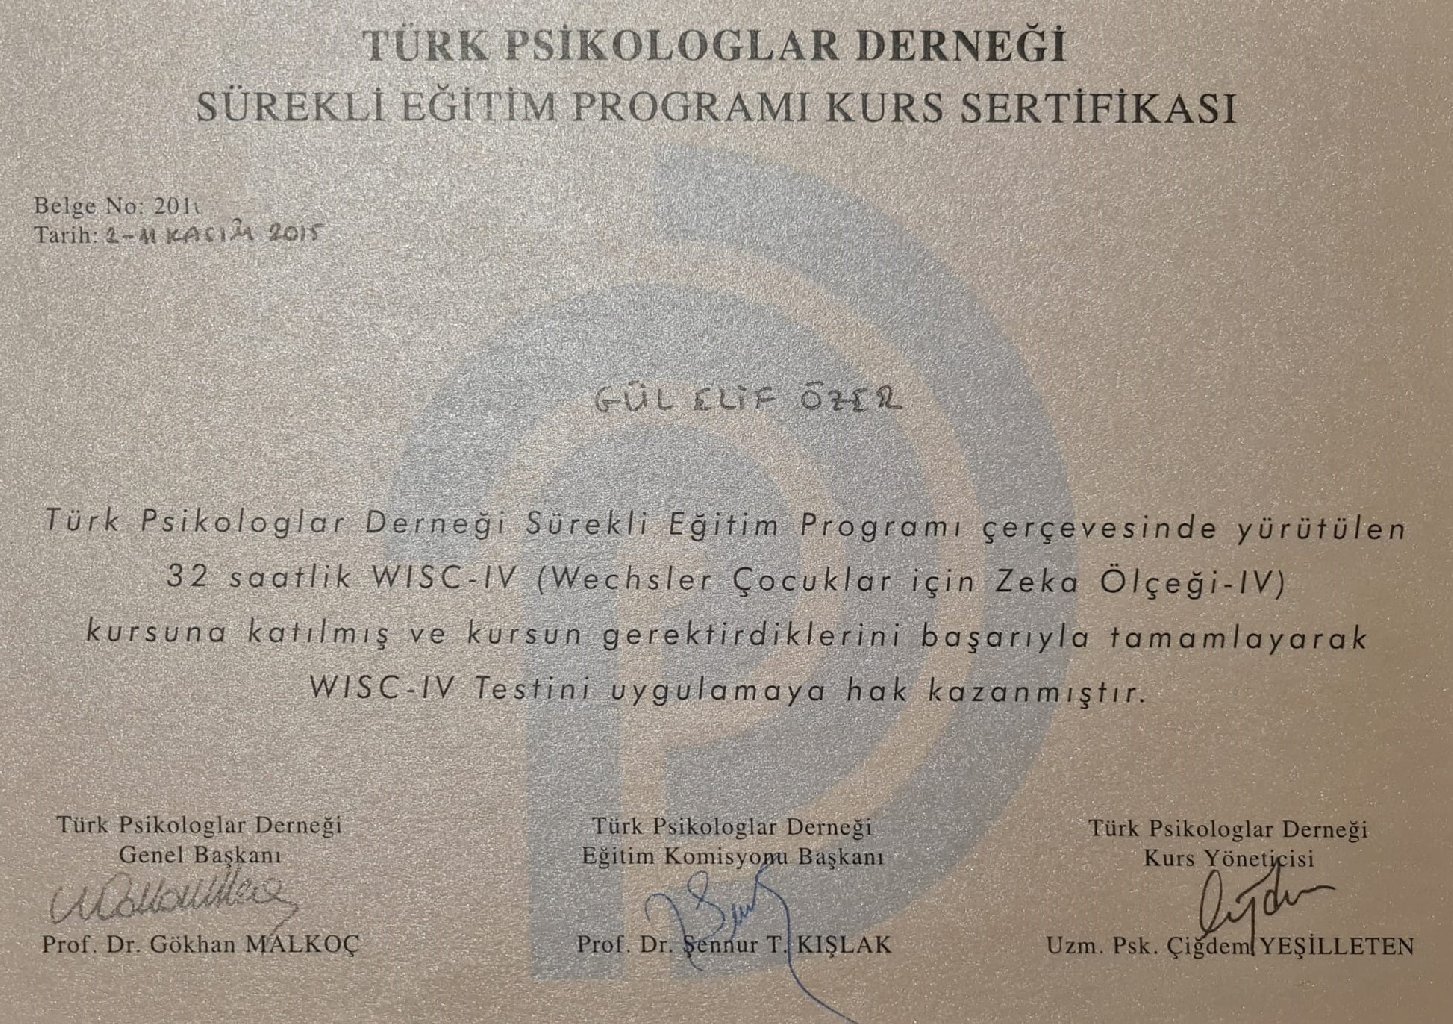 TÜRK PSİKOLOGLAR DERNEĞİ
SÜREKLİ EĞİTİM PROGRAMI KURS SERTİFİKASI
Belge No:
Tarih: 2-11 KASIM 2015
GÜL ELİF ÖZER
Türk Psikologlar Derneği Sürekli Eğitim Programı çerçevesinde yürütülen
32 saatlik WISC-IV (Wechsler Çocuklar için Zeka Ölçeği-IV)
kursuna katılmış ve kursun gerektirdiklerini başarıyla tamamlayarak
WISC-IV Testini uygulamaya hak kazanmıştır.
Türk Psikologlar Derneği
Genel Başkanı
Prof. Dr. Gökhan MALKOÇ
Türk Psikologlar Derneği
Eğitim Komisyonu Başkanı
Prof. Dr. Şennur T. KIŞLAK
Türk Psikologlar Derneği
Kurs Yöneticisi
Uzm. Psk. Çiğdem YEŞİLLETEN